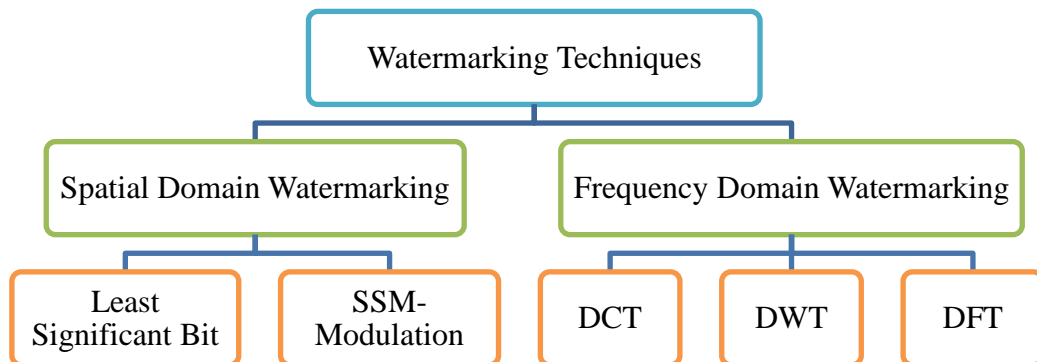 Watermarking Techniques
Spatial Domain Watermarking
Frequency Domain Watermarking
Least
Significant Bit
SSM-
Modulation
DCT
DWT
DFT